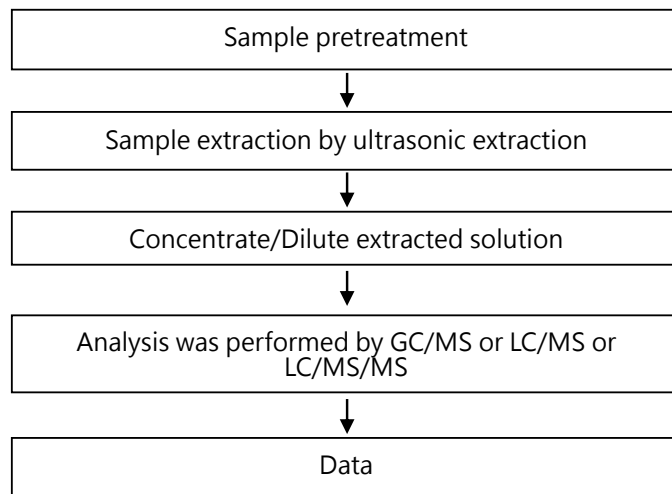 Sample pretreatment
Sample extraction by ultrasonic extraction
Concentrate/Dilute extracted solution
Analysis was performed by GC/MS or LC/MS or
LC/MS/MS
Data